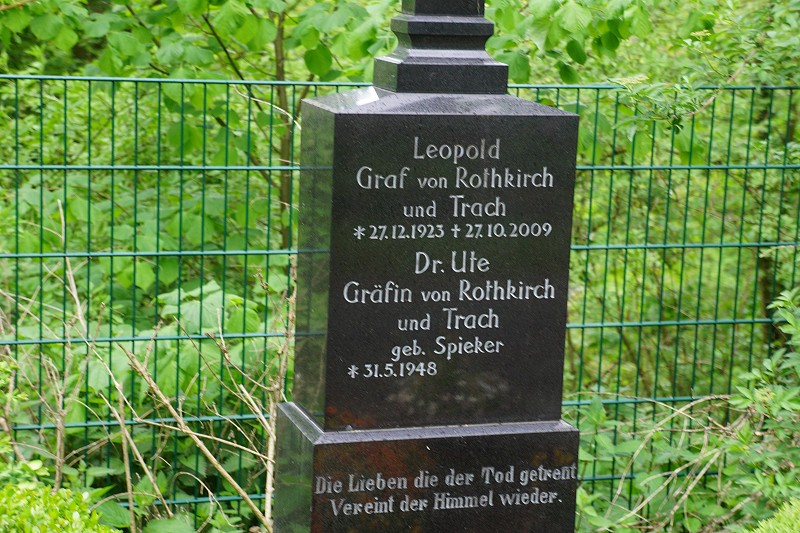 Leopold
Graf von Rothkirch
und Trach
* 27.12.1923 + 27.10.2009
Dr. Ute
Gräfin von Rothkirch
und Trach
geb. Spieker
* 31.5.1948
Die Lieben die der Tod getrent
Vereint der Himmel wieder.